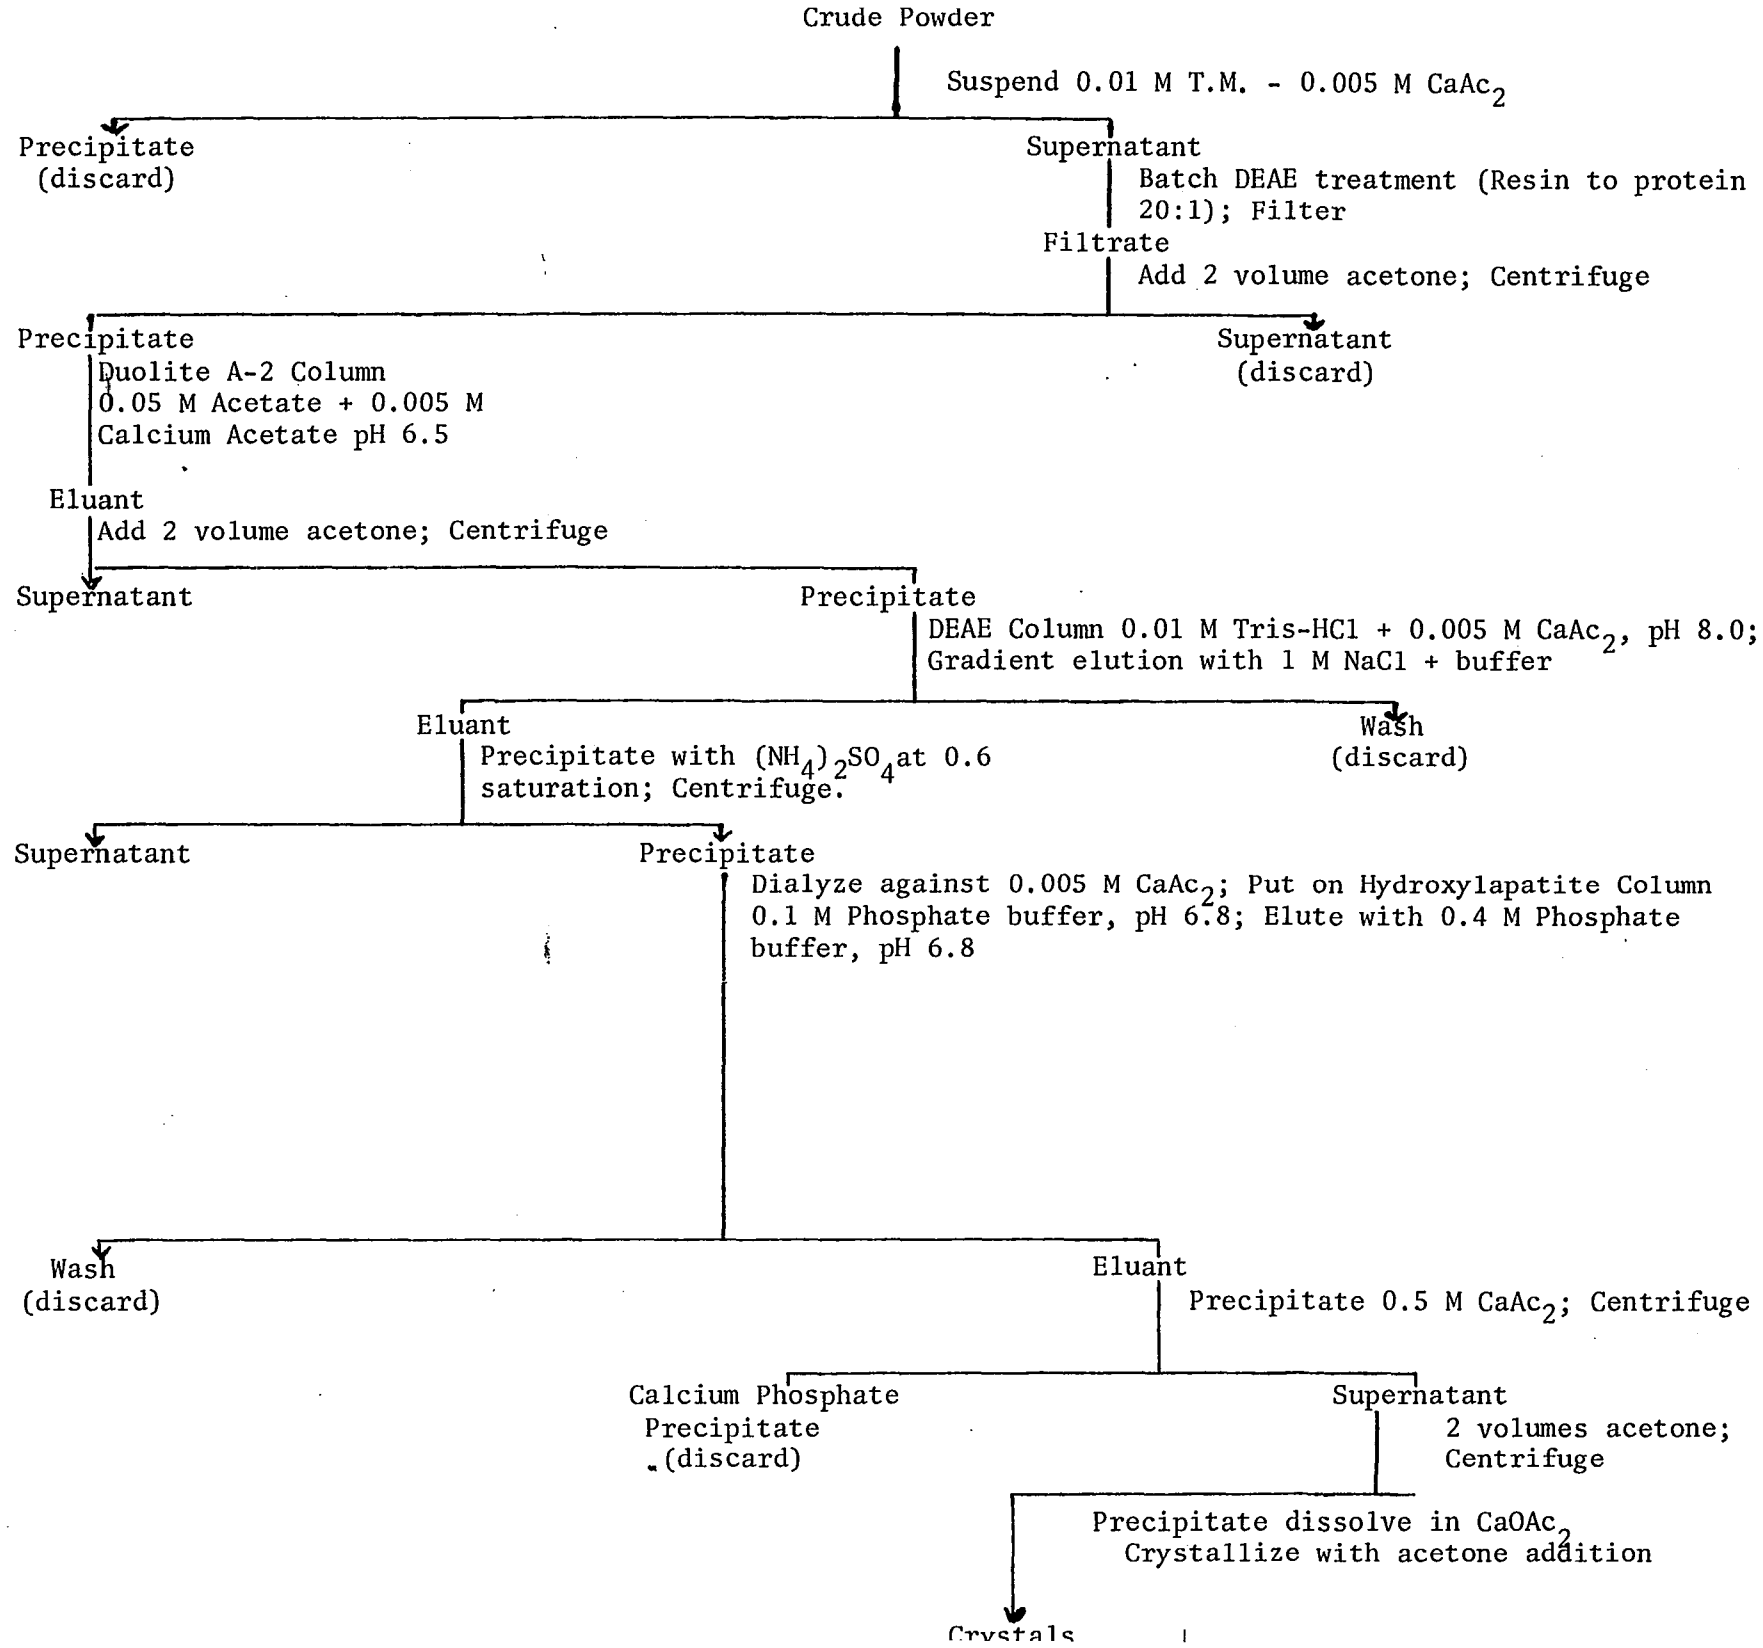 Crude Powder
Suspend 0.01 M T.M. - 0.005 M CaAc2
Precipitate
(discard)
Supernatant
Batch DEAE treatment (Resin to protein
20:1); Filter
Filtrate
Add 2 volume acetone; Centrifuge
Precipitate
Supernatant
(discard)
Duolite A-2 Column
0.05 M Acetate + 0.005 M
Calcium Acetate pH 6.5
Eluant
Add 2 volume acetone; Centrifuge
Supernatant
Precipitate
DEAE Column 0.01 M Tris-HCl + 0.005 M CaAc2, pH 8.0;
Gradient elution with 1 M NaCl + buffer
Eluant
Wash
(discard)
Precipitate with (NH4)2SO4at 0.6
saturation; Centrifuge.
Supernatant
Precipitate
Dialyze against 0.005 M CaAc2; Put on Hydroxylapatite Column
0.1 M Phosphate buffer, pH 6.8; Elute with 0.4 M Phosphate
buffer, pH 6.8
Wash
(discard)
Eluant
Precipitate 0.5 M CaAc2; Centrifuge
Calcium Phosphate
Precipitate
(discard)
Supernatant
2 volumes acetone;
Centrifuge
Precipitate dissolve in CaOAc2
Crystallize with acetone addition
Crystals